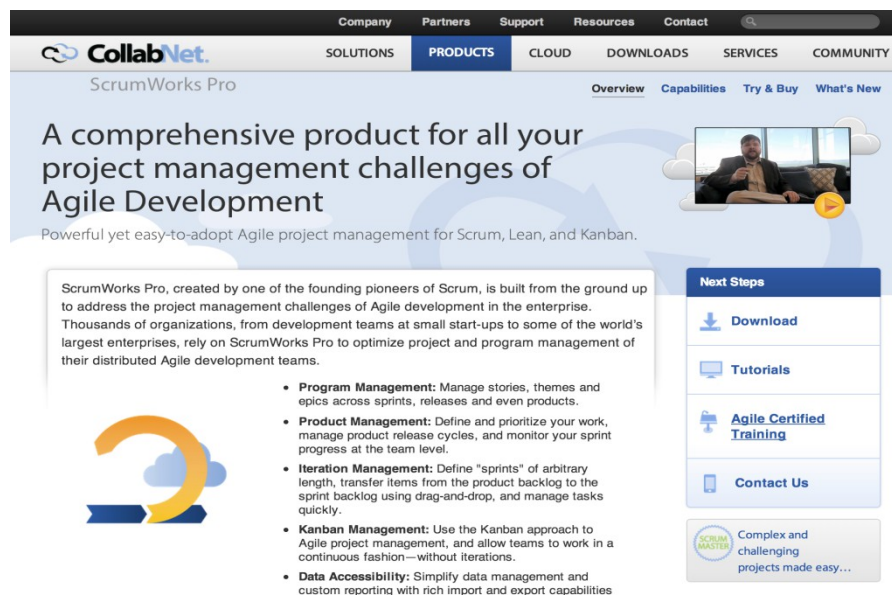 Company Partners Support Resources Contact
CollabNet.
SOLUTIONS PRODUCTS CLOUD DOWNLOADS SERVICES COMMUNITY
ScrumWorks Pro
Overview Capabilities Try & Buy What's New
A comprehensive product for all your
project management challenges of
Agile Development
Powerful yet easy-to-adopt Agile project management for Scrum, Lean, and Kanban.
ScrumWorks Pro, created by one of the founding pioneers of Scrum, is built from the ground up
to address the project management challenges of Agile development in the enterprise.
Thousands of organizations, from development teams at small start-ups to some of the world's
largest enterprises, rely on ScrumWorks Pro to optimize project and program management of
their distributed Agile development teams.
• Program Management: Manage stories, themes and
epics across sprints, releases and even products.
• Product Management: Define and prioritize your work,
manage product release cycles, and monitor your sprint
progress at the team level.
• Iteration Management: Define "sprints" of arbitrary
length, transfer items from the product backlog to the
sprint backlog using drag-and-drop, and manage tasks
quickly.
• Kanban Management: Use the Kanban approach to
Agile project management, and allow teams to work in a
continuous fashion—without iterations.
• Data Accessibility: Simplify data management and
custom reporting with rich import and export capabilities
Next Steps
Download
Tutorials
Agile Certified
Training
Contact Us
SCRUM
MASTER
Complex and
challenging
projects made easy...